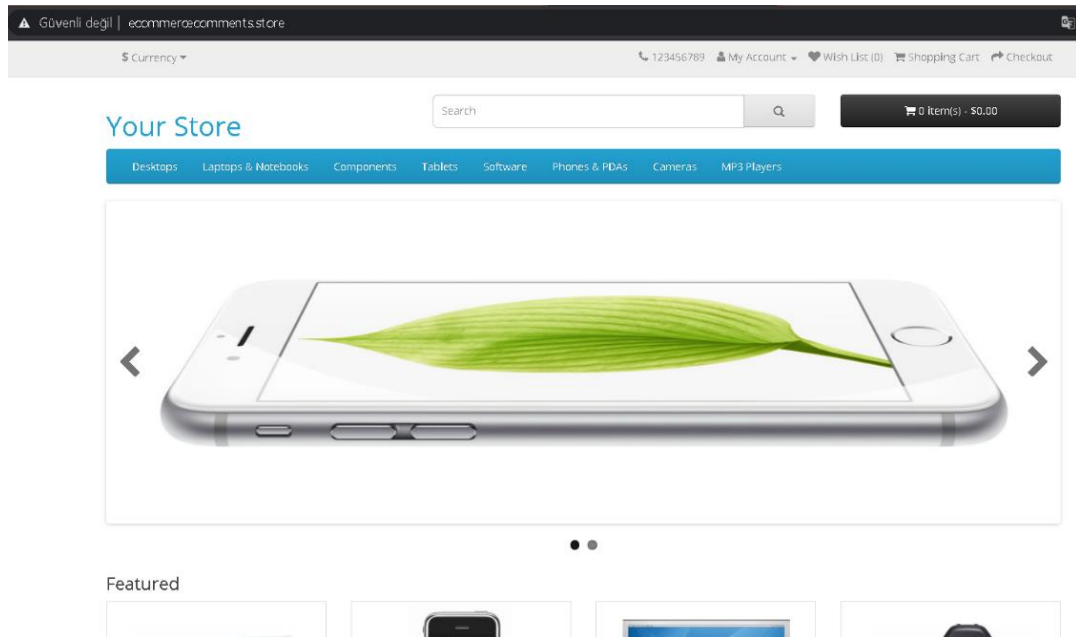 Güvenli değil | ecommercecomments.store
$ Currency
123456789 My Account Wish List (0) Shopping Cart Checkout
Your Store
Search
0 item(s) - $0.00
Desktops Laptops & Notebooks Components Tablets Software Phones & PDAs Cameras MP3 Players
Featured